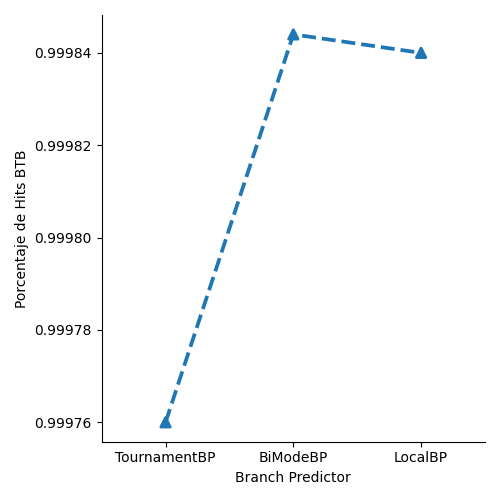 0.99984
0.99982
0.99980
0.99978
0.99976
Porcentaje de Hits BTB
TournamentBP
BiModeBP
LocalBP
Branch Predictor